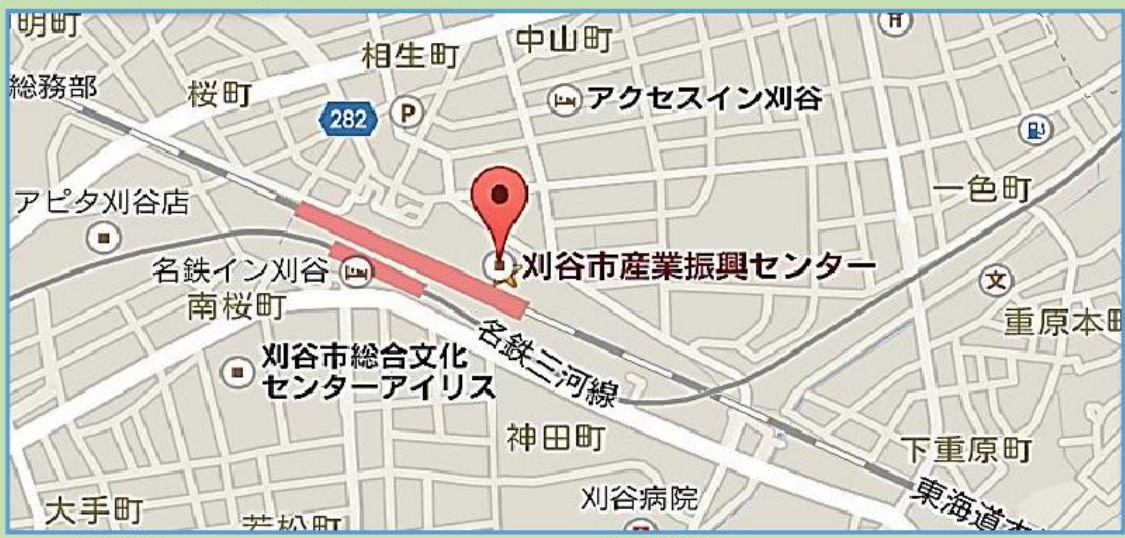 明町
中山町
相生町
総務部
桜町
アクセスイン刈谷
282
P
一色町
アピタ刈谷店
刈谷市産業振興センター
名鉄イン刈谷
文
南桜町
重原本町
名鉄三河線
刈谷市総合文化
センターアイリス
神田町
下重原町
刈谷病院
大手町
若松町
東海道本